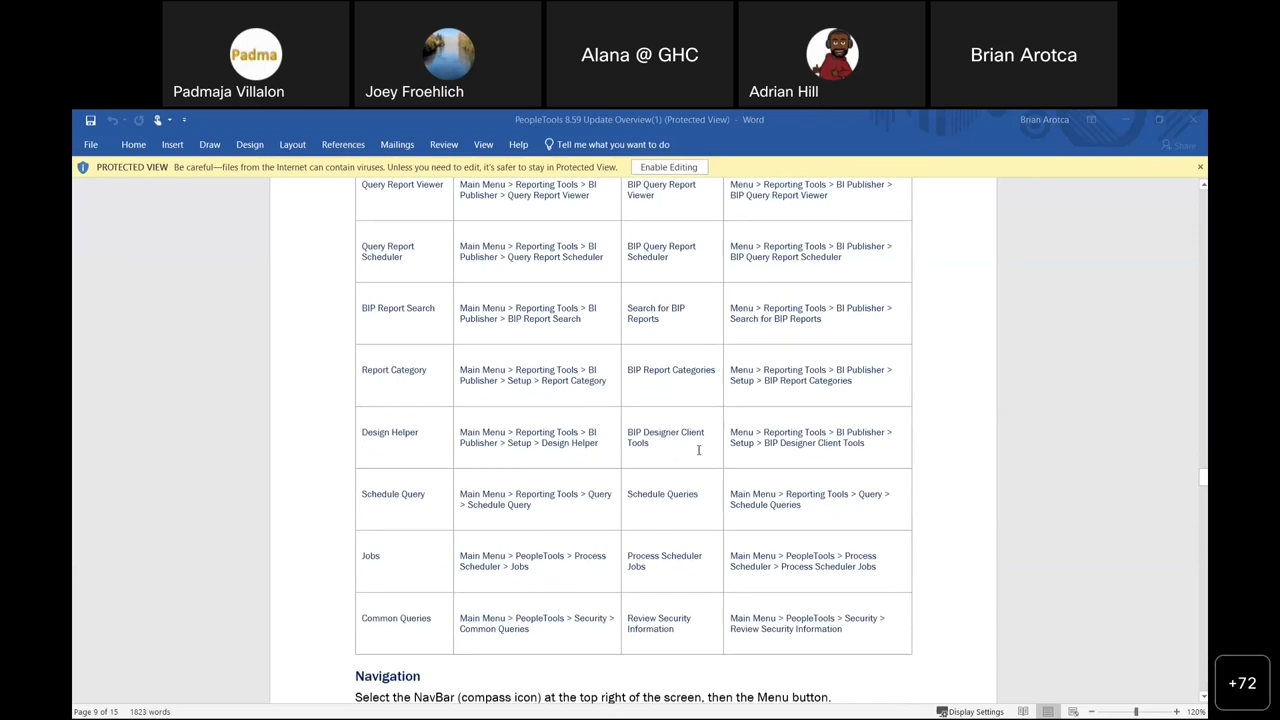 Padma
Padmaja Villalon
Joey Froehlich
Alana @ GHC
Adrian Hill
Brian Arotca
PeopleTools 8.59 Update Overview(1) (Protected View) - Word
Brian Arotca
File Home Insert Draw Design Layout References Mailings Review View Help Tell me what you want to do
Share
PROTECTED VIEW Be careful—files from the Internet can contain viruses. Unless you need to edit, it's safer to stay in Protected View. Enable Editing
Query Report Viewer
Main Menu > Reporting Tools > BI
Publisher > Query Report Viewer
BIP Query Report
Viewer
Menu > Reporting Tools > BI Publisher >
BIP Query Report Viewer
Query Report
Scheduler
Main Menu > Reporting Tools > BI
Publisher > Query Report Scheduler
BIP Query Report
Scheduler
Menu > Reporting Tools > BI Publisher >
BIP Query Report Scheduler
BIP Report Search
Main Menu > Reporting Tools > BI
Publisher > BIP Report Search
Search for BIP
Reports
Menu > Reporting Tools > BI Publisher >
Search for BIP Reports
Report Category
Main Menu > Reporting Tools > BI
Publisher > Setup > Report Category
BIP Report Categories
Menu > Reporting Tools > BI Publisher >
Setup > BIP Report Categories
Design Helper
Main Menu > Reporting Tools > BI
Publisher > Setup > Design Helper
BIP Designer Client
Tools
Menu > Reporting Tools > BI Publisher >
Setup > BIP Designer Client Tools
Schedule Query
Main Menu > Reporting Tools > Query
> Schedule Query
Schedule Queries
Main Menu > Reporting Tools > Query >
Schedule Queries
Jobs
Main Menu > PeopleTools > Process
Scheduler > Jobs
Process Scheduler
Jobs
Main Menu > PeopleTools > Process
Scheduler > Process Scheduler Jobs
Common Queries
Main Menu > PeopleTools > Security >
Common Queries
Review Security
Information
Main Menu > PeopleTools > Security >
Review Security Information
Navigation
Select the NavBar (compass icon) at the top right of the screen, then the Menu button.
+72
Page 9 of 15 1823 words
Display Settings
120%